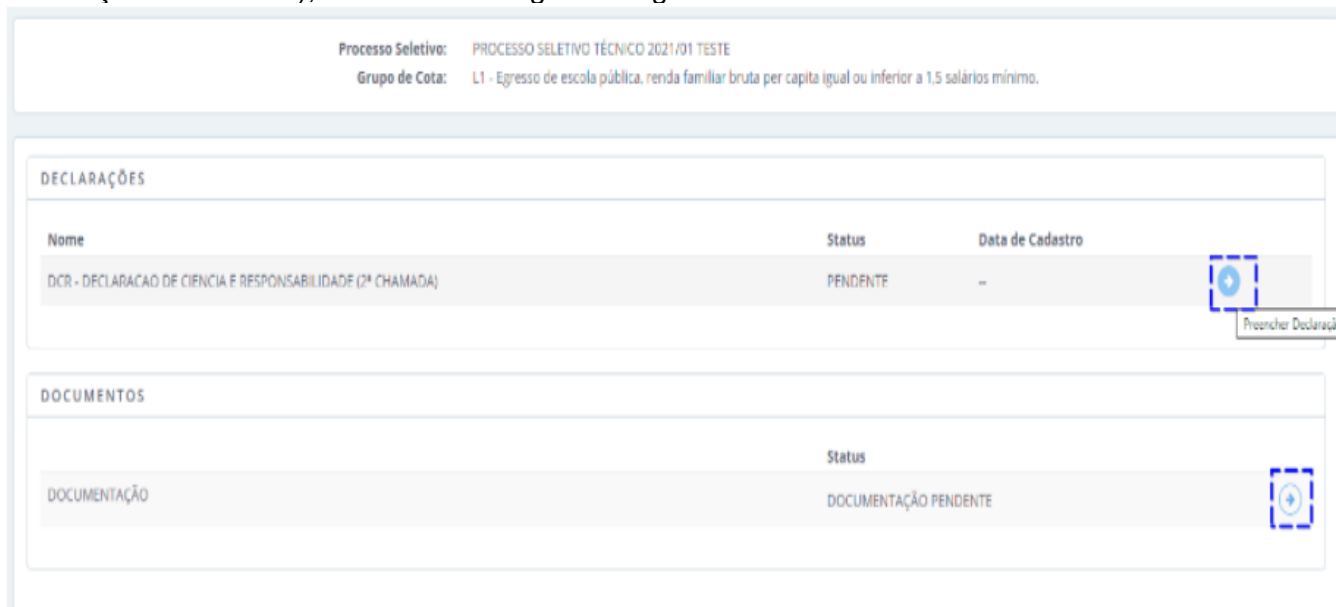 Processo Seletivo: PROCESSO SELETIVO TÉCNICO 2021/01 TESTE
Grupo de Cota: L1 - Egresso de escola pública, renda familiar bruta per capita igual ou inferior a 1,5 salários mínimo.
DECLARAÇÕES
Nome Status Data de Cadastro
DCR - DECLARACAO DE CIENCIA E RESPONSABILIDADE (2ª CHAMADA) PENDENTE --
Preencher Declaraçã
DOCUMENTOS
Status
DOCUMENTAÇÃO DOCUMENTAÇÃO PENDENTE